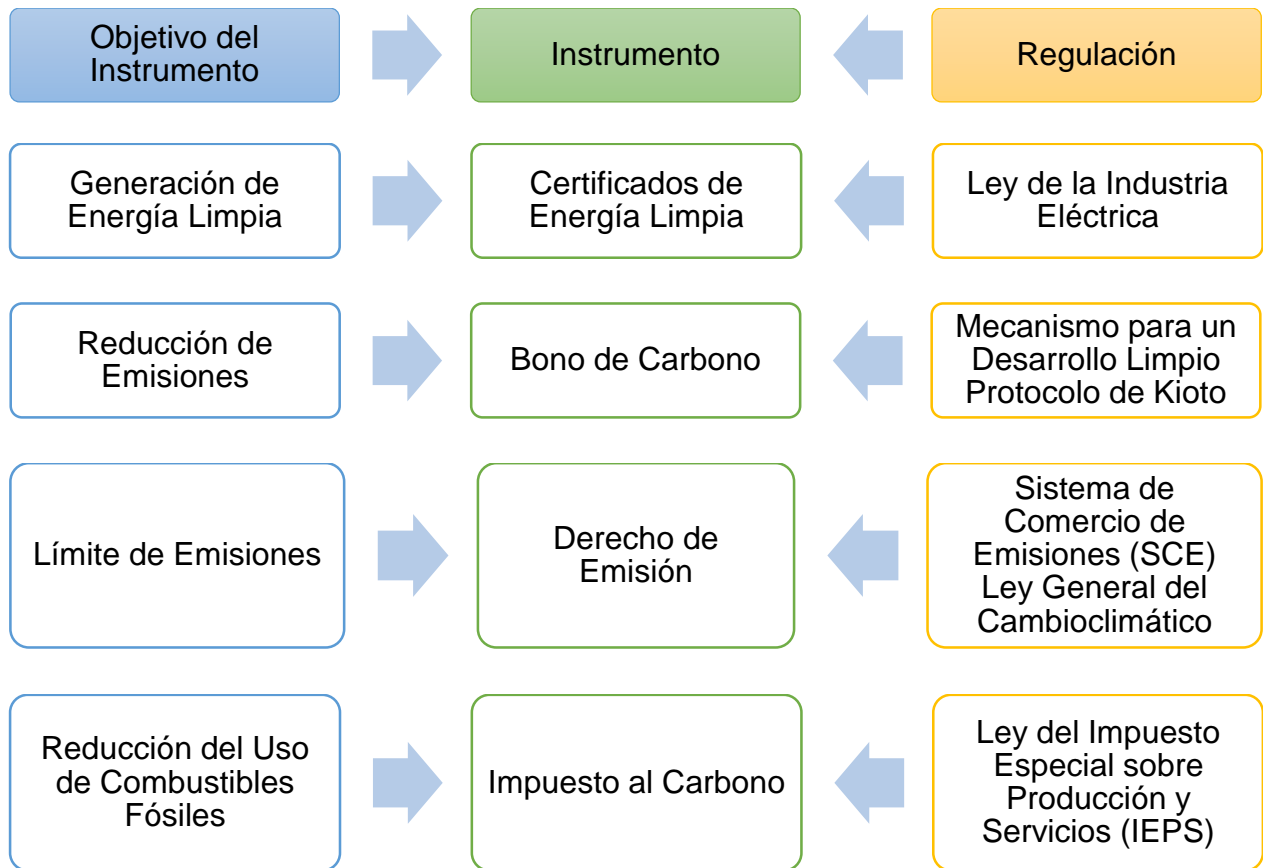 Objetivo del
Instrumento
Instrumento
Regulación
Generación de
Energía Limpia
Certificados de
Energía Limpia
Ley de la Industria
Eléctrica
Reducción de
Emisiones
Bono de Carbono
Mecanismo para un
Desarrollo Limpio
Protocolo de Kioto
Límite de Emisiones
Derecho de
Emisión
Sistema de
Comercio de
Emisiones (SCE)
Ley General del
Cambioclimático
Reducción del Uso
de Combustibles
Fósiles
Impuesto al Carbono
Ley del Impuesto
Especial sobre
Producción y
Servicios (IEPS)